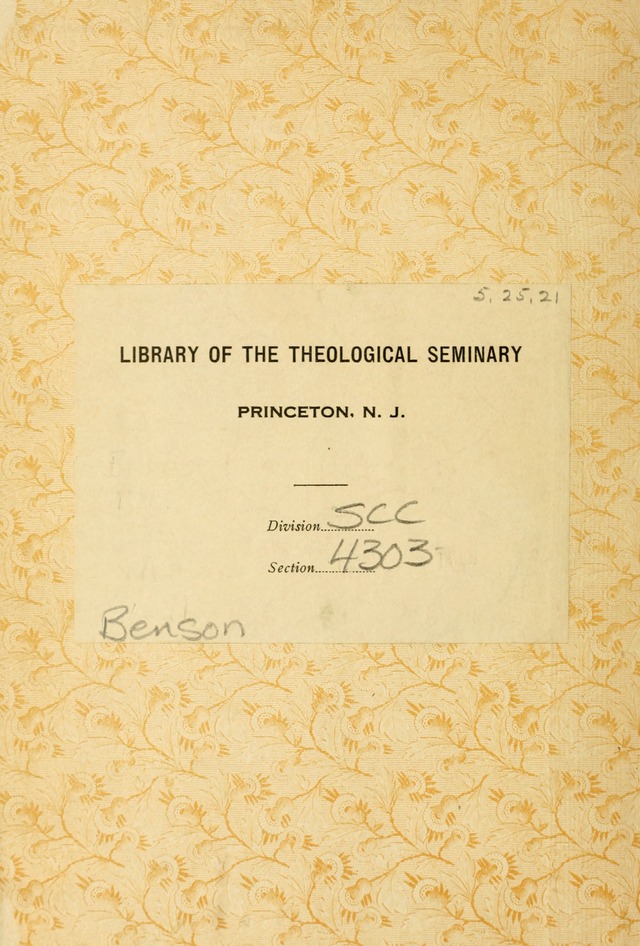 5, 25, 21
LIBRARY OF THE THEOLOGICAL SEMINARY
PRINCETON, N. J.
Division SCC
Section 4303
Benson